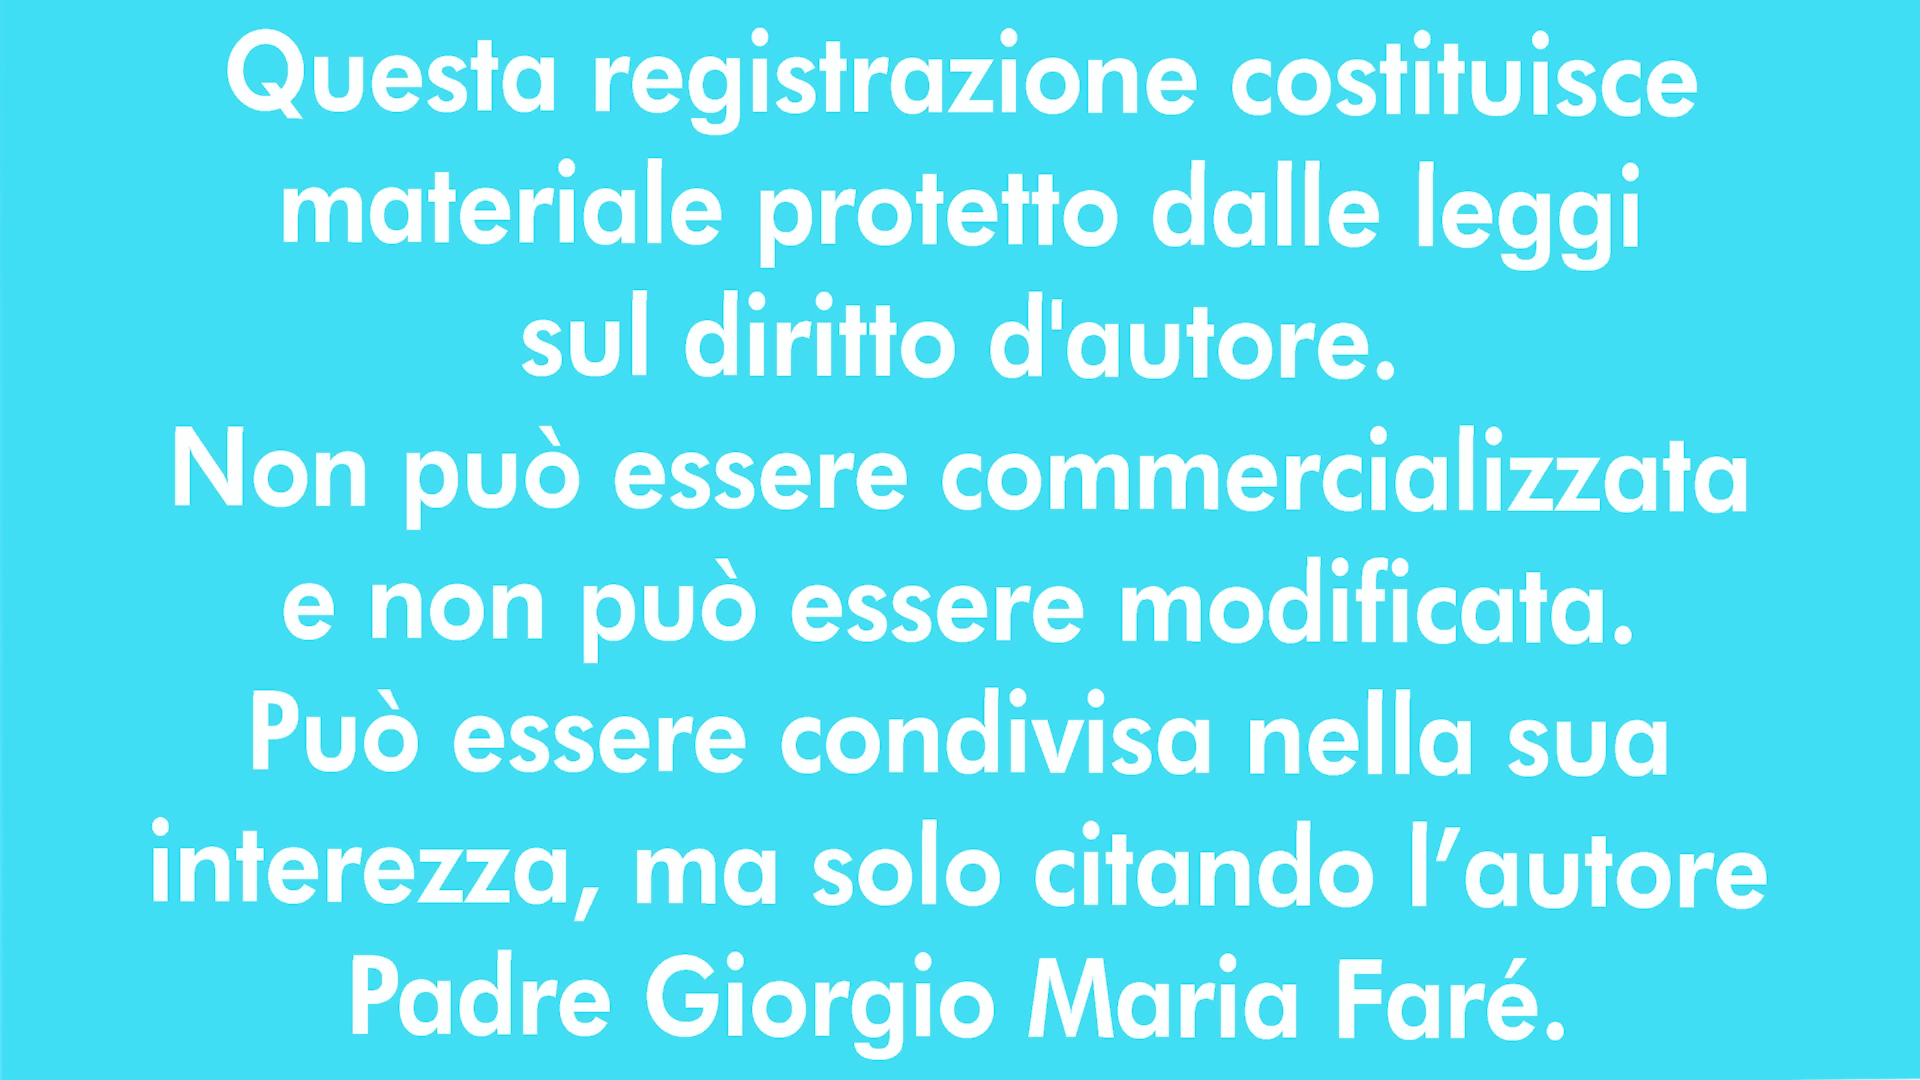 Questa registrazione costituisce
materiale protetto dalle leggi
sul diritto d'autore.
Non può essere commercializzata
e non può essere modificata.
Può essere condivisa nella sua
interezza, ma solo citando l’autore
Padre Giorgio Maria Faré.